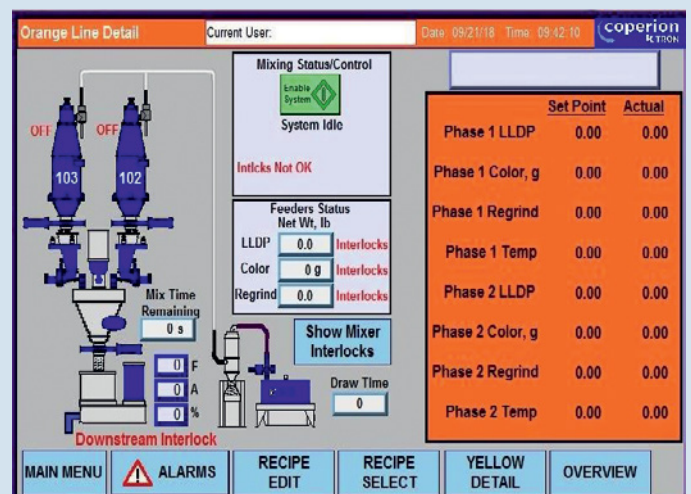 Orange Line Detail
Current User:
Date: 09/21/18 Time: 09:42:10
coperion
K-TRON
OFF
OFF
103
102
Mixing Status/Control
Enable
System
System Idle
Intlcks Not OK
Feeders Status
Net Wt, lb
LLDP 0.0 Interlocks
Color 0 g Interlocks
Regrind 0.0 Interlocks
Mix Time
Remaining
0 s
0 F
0 A
0 %
Show Mixer
Interlocks
Draw Time
0
Downstream Interlock
Set Point Actual
Phase 1 LLDP 0.00 0.00
Phase 1 Color, g 0.00 0.00
Phase 1 Regrind 0.00 0.00
Phase 1 Temp 0.00 0.00
Phase 2 LLDP 0.00 0.00
Phase 2 Color, g 0.00 0.00
Phase 2 Regrind 0.00 0.00
Phase 2 Temp 0.00 0.00
MAIN MENU
ALARMS
RECIPE
EDIT
RECIPE
SELECT
YELLOW
DETAIL
OVERVIEW